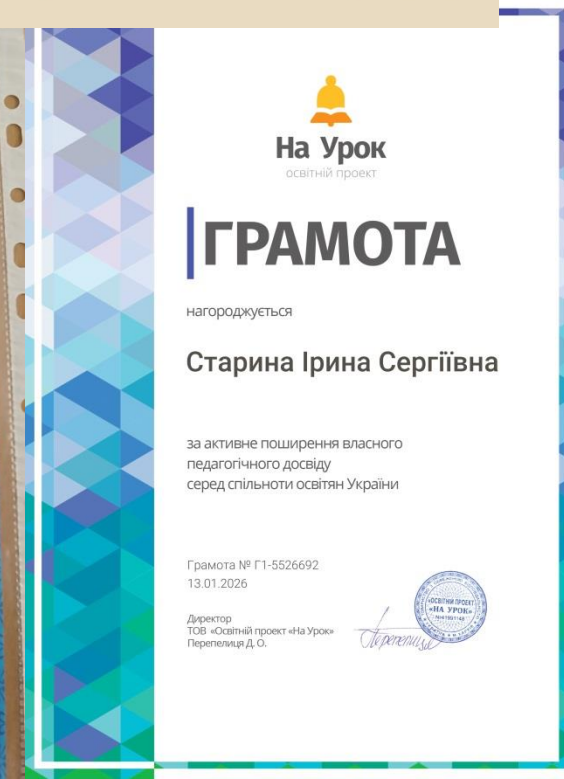 На Урок
освітній проект
ГРАМОТА
нагороджується
Старина Ірина Сергіївна
за активне поширення власного
педагогічного досвіду
серед спільноти освітян України
Грамота № Г1-5526692
13.01.2026
Директор
ТОВ «Освітній проект «На Урок»
Перепелиця Д. О.
ОСВІТНІЙ ПРОЕКТ
«НА УРОК»